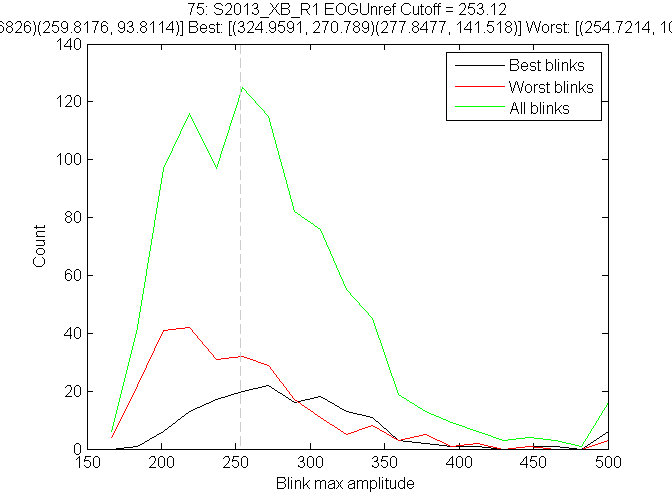 75: S2013_XB_R1 EOGUnref Cutoff = 253.12
6826)(259.8176, 93.8114)] Best: [(324.9591, 270.789)(277.8477, 141.518)] Worst: [(254.7214, 10
140
120
100
80
60
40
20
0
Count
Best blinks
Worst blinks
All blinks
150 200 250 300 350 400 450 500
Blink max amplitude